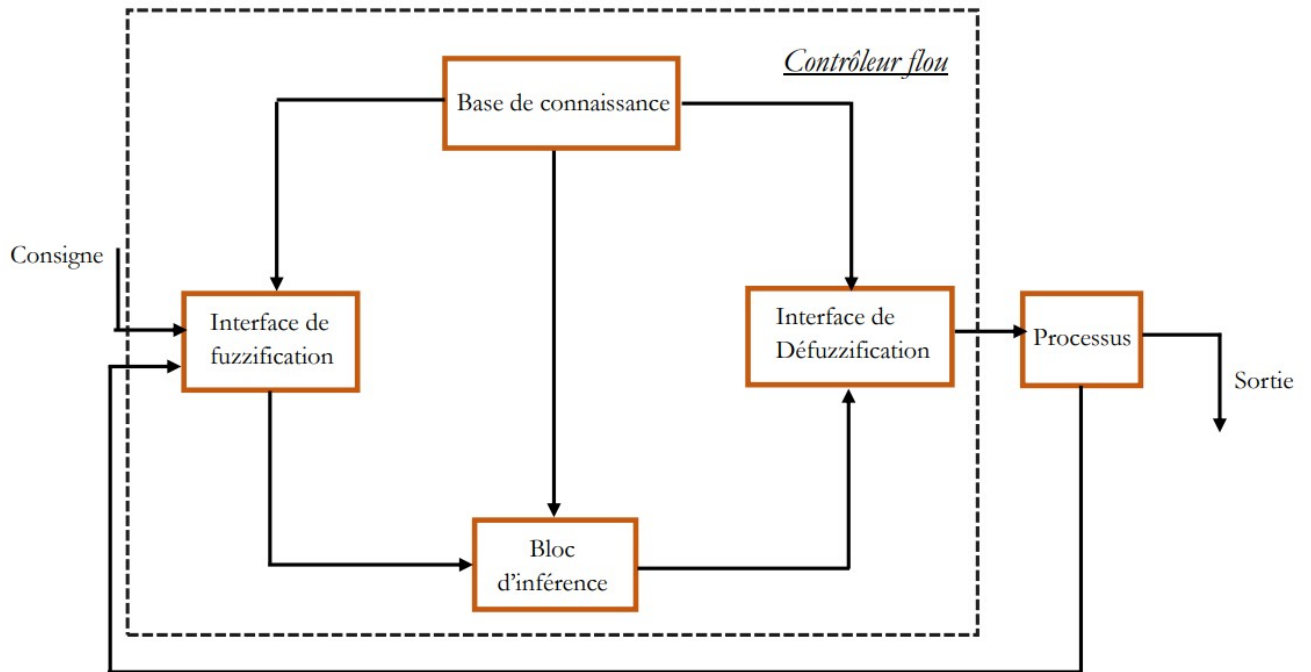 Contrôleur flou
Base de connaissance
Consigne
Interface de
fuzzification
Interface de
Défuzzification
Processus
Sortie
Bloc
d’inférence